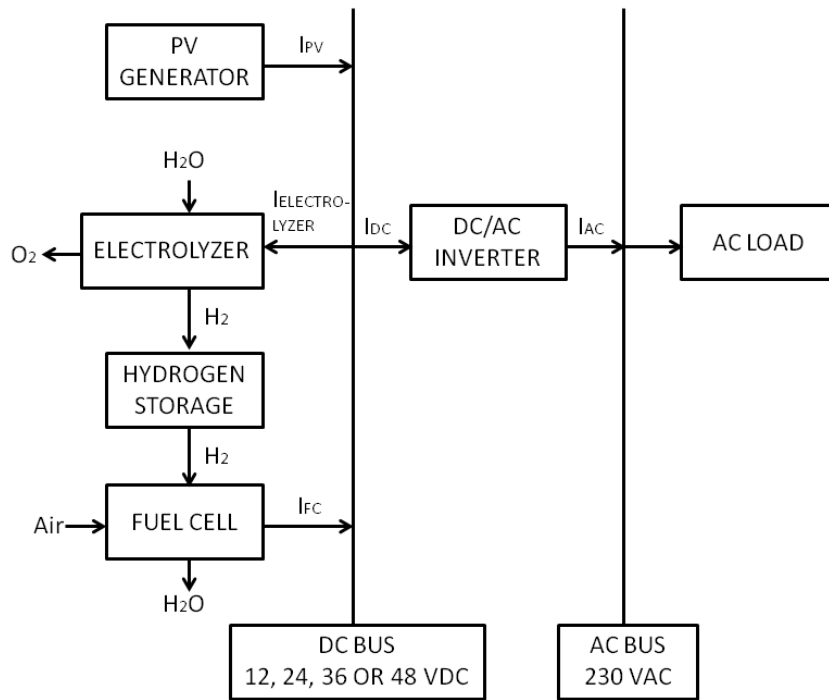 PV
GENERATOR
IPV
H2O
ELECTROLYZER
O2
IELECTRO-
LYZER
IDC
DC/AC
INVERTER
IAC
AC LOAD
H2
HYDROGEN
STORAGE
H2
Air
FUEL CELL
IFC
H2O
DC BUS
12, 24, 36 OR 48 VDC
AC BUS
230 VAC